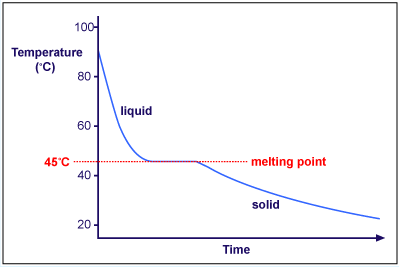 100
Temperature
(°C)
80
liquid
60
45°C
melting point
40
solid
20
Time